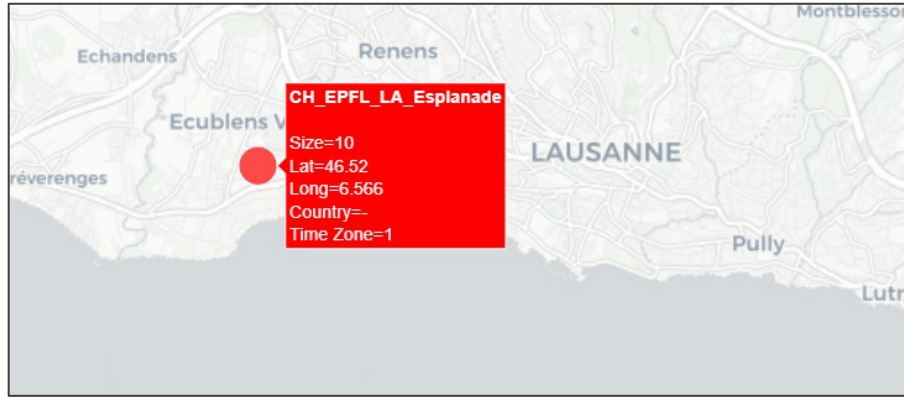 Montblesson
Echandens
Renens
CH_EPFL_LA_Esplanade
Ecublens V
Size=10
Lat=46.52
LAUSANNE
réverenges
Long=6.566
Country=-
Time Zone=1
Pully
Lutr